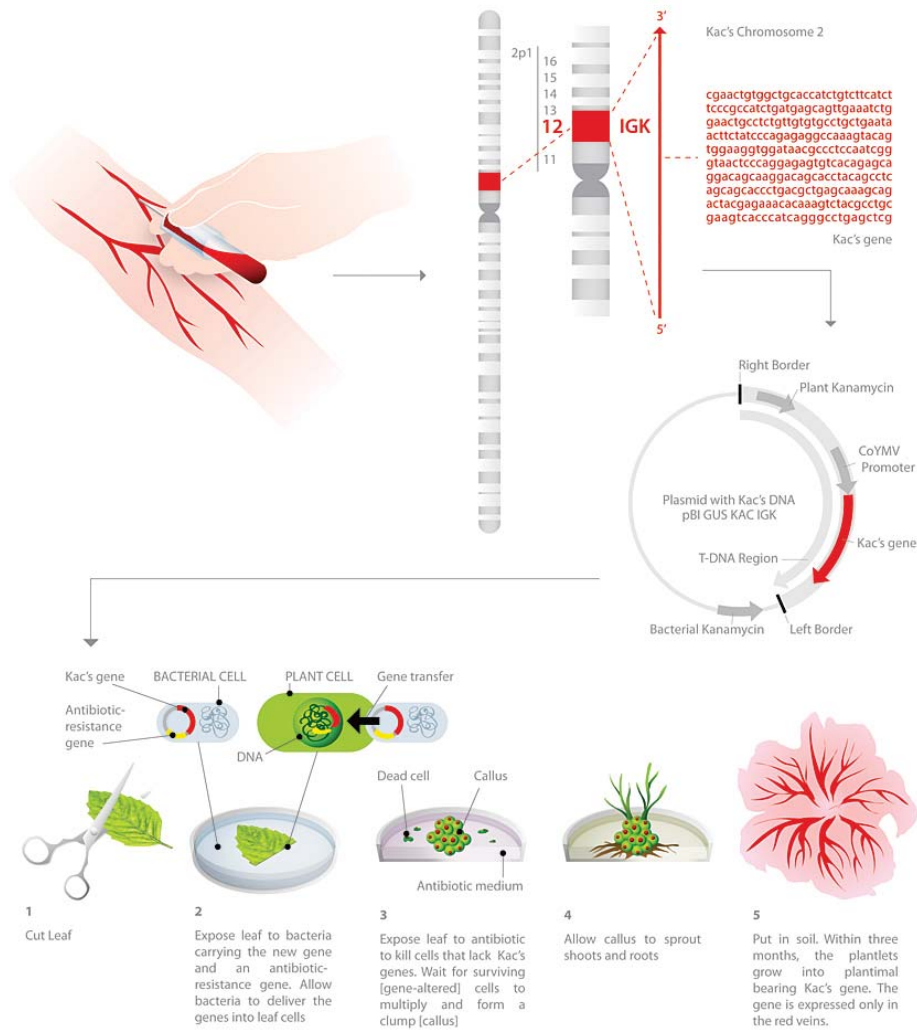 3'
Kac's Chromosome 2
2p1
16
15
14
13
12
IGK
11
5'
cgaactgtggctgcaccatctgtcttcatct
tcccgccatctgatgagcagttgaaatctg
gaactgcctctgttgtgtgcctgctgaata
acttctatcccagagaggccaaagtacag
tggaaggtggataacgccctccaatcgg
gtaactcccaggagagtgtcacagagca
ggacagcaaggacagcacctacagcctc
agcagcaccctgacgctgagcaaagcag
actacgagaaacacaaagtctacgcctgc
gaagtcacccatcagggcctgagctcg
Kac's gene
Right Border
Plant Kanamycin
CoYMV
Promoter
Plasmid with Kac's DNA
pBI GUS KAC IGK
Kac's gene
T-DNA Region
Bacterial Kanamycin
Left Border
Kac's gene
BACTERIAL CELL
PLANT CELL
Gene transfer
Antibiotic-
resistance
gene
DNA
Dead cell
Callus
Antibiotic medium
1
Cut Leaf
2
Expose leaf to bacteria
carrying the new gene
and an antibiotic-
resistance gene. Allow
bacteria to deliver the
genes into leaf cells
3
Expose leaf to antibiotic
to kill cells that lack Kac's
genes. Wait for surviving
[gene-altered] cells to
multiply and form a
clump [callus]
4
Allow callus to sprout
shoots and roots
5
Put in soil. Within three
months, the plantlets
grow into plantimal
bearing Kac's gene. The
gene is expressed only in
the red veins.